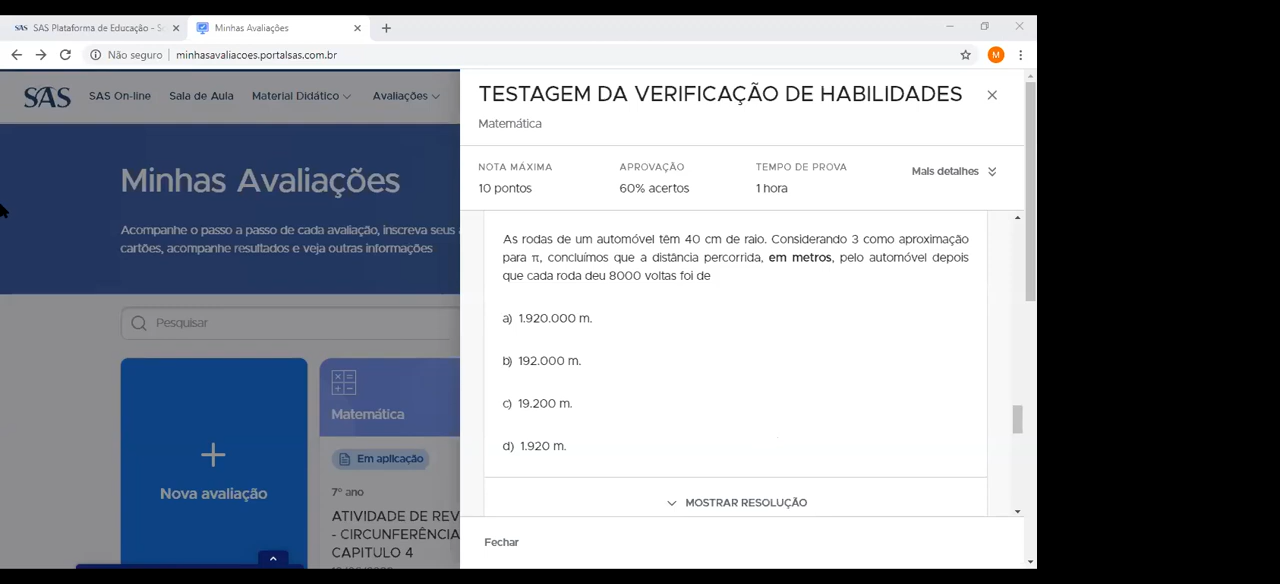 SAS SAS Plataforma de Educação - S
Minhas Avaliações
Não seguro | minhasavaliacoes.portalsas.com.br
M
SAS
SAS On-line Sala de Aula Material Didático Avaliações
TESTAGEM DA VERIFICAÇÃO DE HABILIDADES
Matemática
NOTA MÁXIMA APROVAÇÃO TEMPO DE PROVA
10 pontos 60% acertos 1 hora
Mais detalhes
Minhas Avaliações
Acompanhe o passo a passo de cada avaliação, inscreva seus
cartões, acompanhe resultados e veja outras informações
Pesquisar
Nova avaliação
Matemática
Em aplicação
7º ano
ATIVIDADE DE REV
- CIRCUNFERÊNCIA
CAPITULO 4
As rodas de um automóvel têm 40 cm de raio. Considerando 3 como aproximação
para π, concluímos que a distância percorrida, em metros, pelo automóvel depois
que cada roda deu 8000 voltas foi de
a) 1.920.000 m.
b) 192.000 m.
c) 19.200 m.
d) 1.920 m.
MOSTRAR RESOLUÇÃO
Fechar